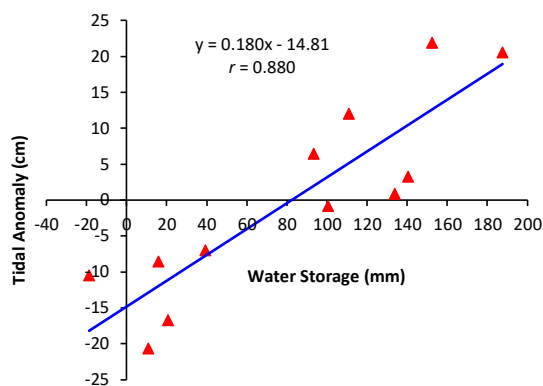 25
20
15
10
5
0
-5
-10
-15
-20
-25
-40 -20 0 20 40 60 80 100 120 140 160 180 200
y = 0.180x - 14.81
r = 0.880
Tidal Anomaly (cm)
Water Storage (mm)